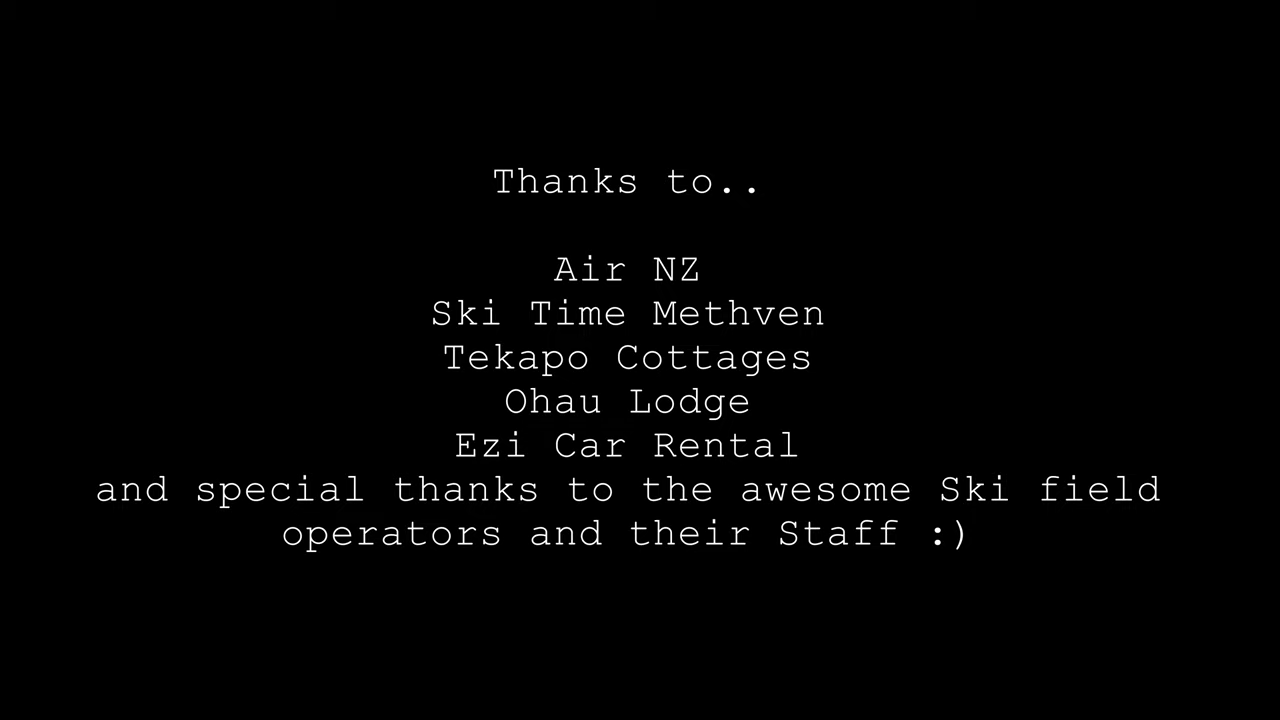 Thanks to..
Air NZ
Ski Time Methven
Tekapo Cottages
Ohau Lodge
Ezi Car Rental
and special thanks to the awesome Ski field
operators and their Staff :)